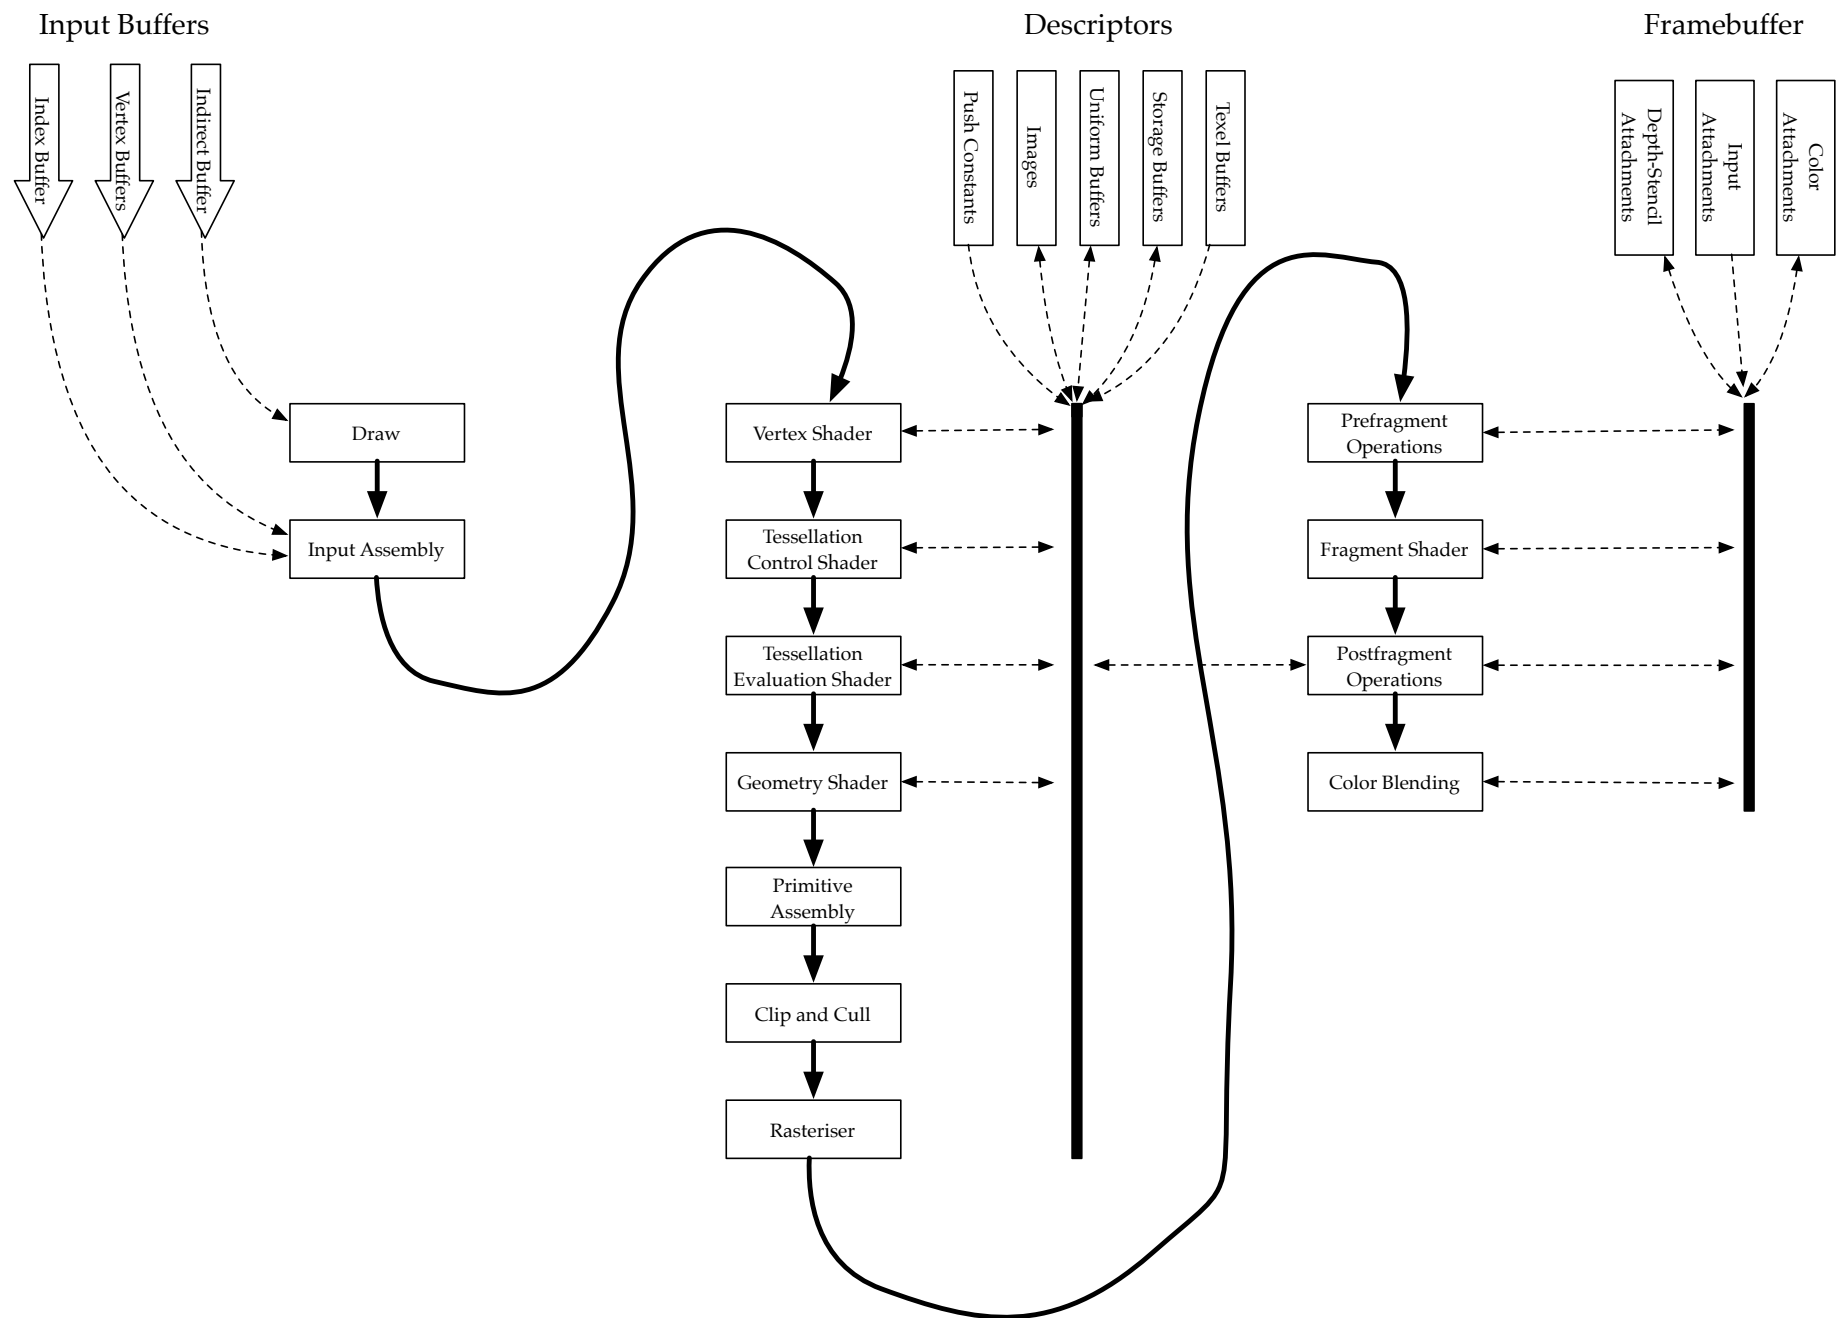 Input Buffers
Descriptors
Framebuffer
Index Buffer
Vertex Buffers
Indirect Buffer
Push Constants
Images
Uniform Buffers
Storage Buffers
Texel Buffers
Depth-Stencil
Attachments
Input
Attachments
Color
Attachments
Draw
Input Assembly
Vertex Shader
Tessellation
Control Shader
Tessellation
Evaluation Shader
Geometry Shader
Primitive
Assembly
Clip and Cull
Rasteriser
Prefragment
Operations
Fragment Shader
Postfragment
Operations
Color Blending